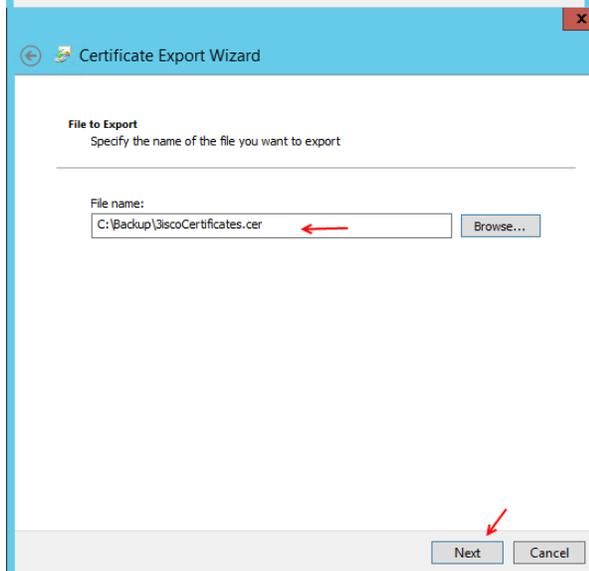 x
Certificate Export Wizard
File to Export
Specify the name of the file you want to export
File name:
C:\Backup\3iscoCertificates.cer
Browse...
Next
Cancel